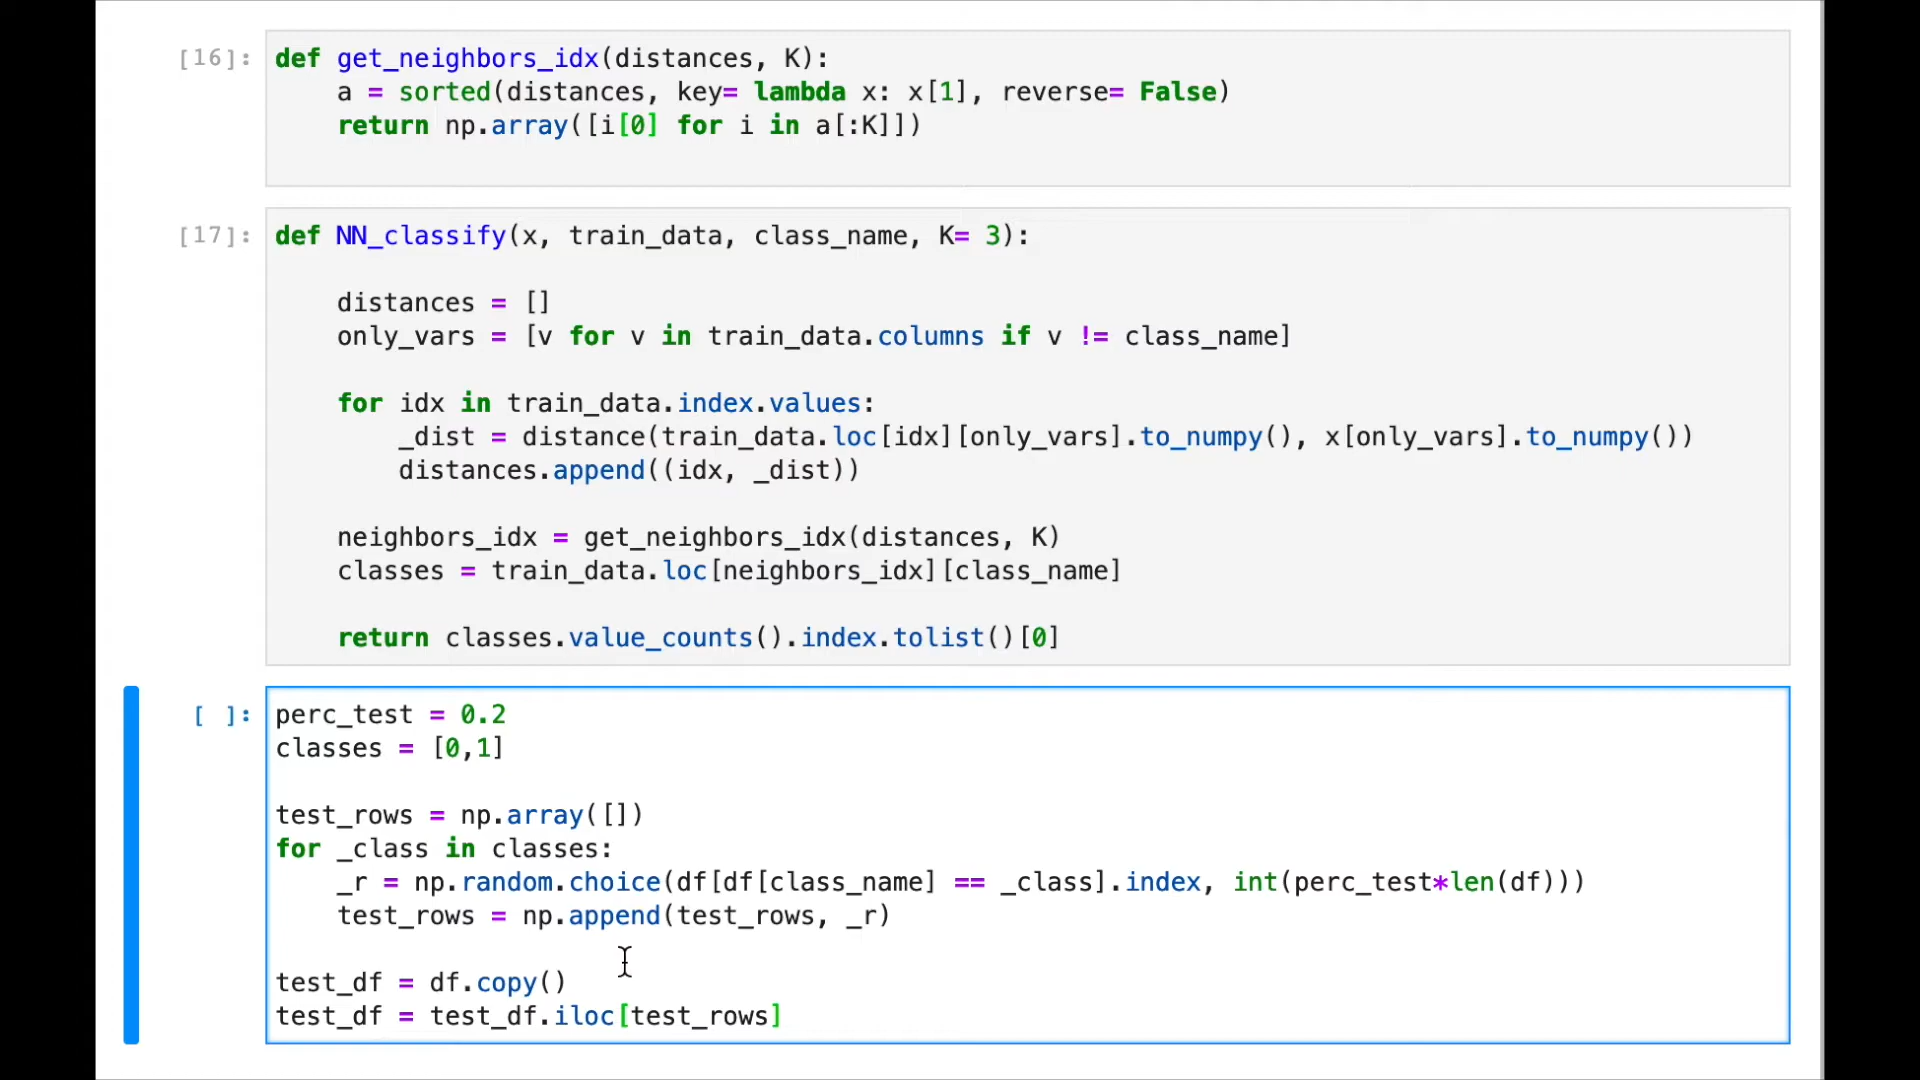 [16]: def get_neighbors_idx(distances, K):
    a = sorted(distances, key= lambda x: x[1], reverse= False)
    return np.array([i[0] for i in a[:K]])
[17]: def NN_classify(x, train_data, class_name, K= 3):
    distances = []
    only_vars = [v for v in train_data.columns if v != class_name]
    for idx in train_data.index.values:
        _dist = distance(train_data.loc[idx][only_vars].to_numpy(), x[only_vars].to_numpy())
        distances.append((idx, _dist))
    neighbors_idx = get_neighbors_idx(distances, K)
    classes = train_data.loc[neighbors_idx][class_name]
    return classes.value_counts().index.tolist()[0]
[ ]: perc_test = 0.2
classes = [0,1]
test_rows = np.array([])
for _class in classes:
    _r = np.random.choice(df[df[class_name] == _class].index, int(perc_test*len(df)))
    test_rows = np.append(test_rows, _r)
test_df = df.copy()
test_df = test_df.iloc[test_rows]